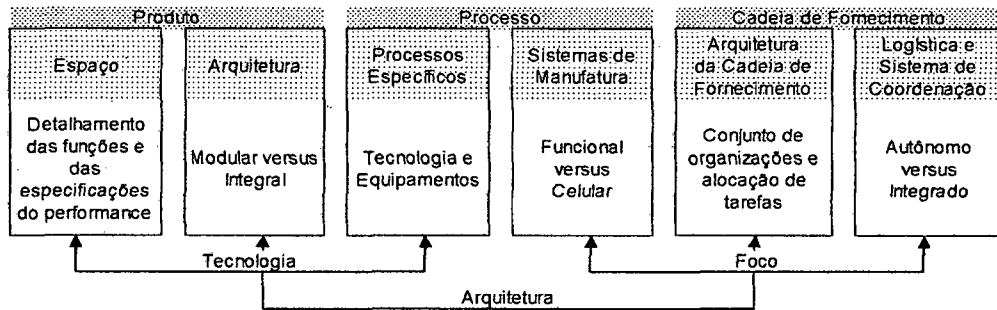 Produto
Processo
Cadeia de Fornecimento
Espaço
Arquitetura
Processos
Específicos
Sistemas de
Manufatura
Arquitetura
da Cadeia de
Fornecimento
Logística e
Sistema de
Coordenação
Detalhamento
das funções e
das
especificações
do performance
Modular versus
Integral
Tecnologia e
Equipamentos
Funcional
versus
Celular
Conjunto de
organizações e
alocação de
tarefas
Autônomo
versus
Integrado
Tecnologia
Foco
Arquitetura